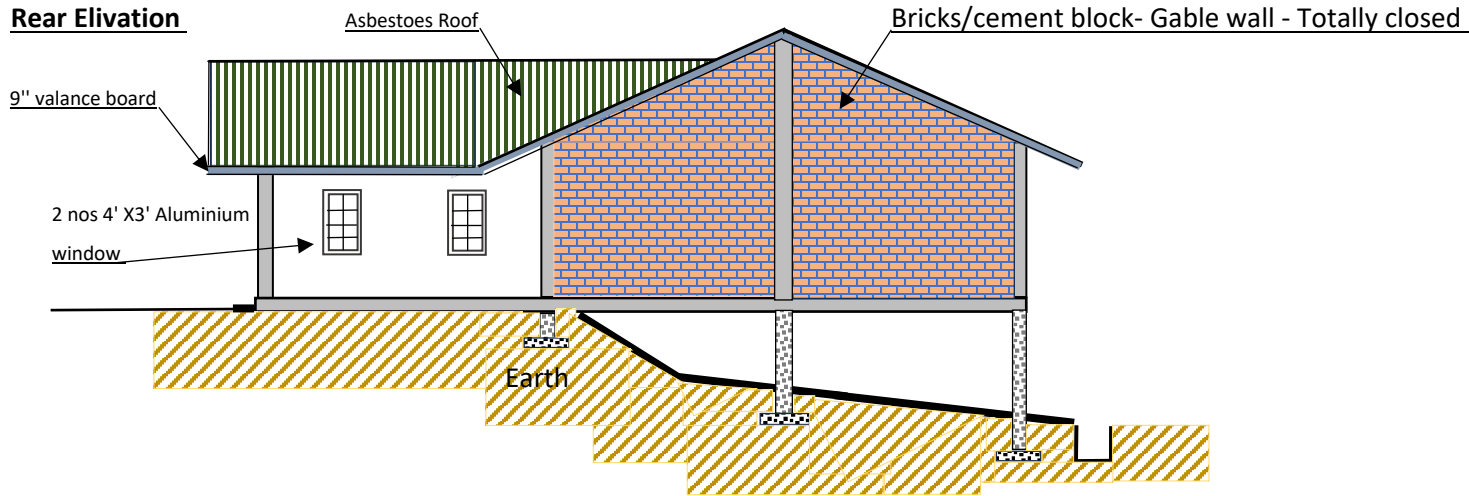 Rear Elivation
Asbestoes Roof
Bricks/cement block- Gable wall - Totally closed
9" valance board
2 nos 4' X3' Aluminium
window
Earth